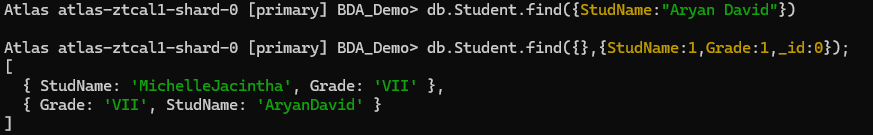 Atlas atlas-ztcal1-shard-0 [primary] BDA_Demo> db.Student.find({StudName:"Aryan David"})
Atlas atlas-ztcal1-shard-0 [primary] BDA_Demo> db.Student.find({},{StudName:1,Grade:1,_id:0});
[
  { StudName: 'MichelleJacintha', Grade: 'VII' },
  { Grade: 'VII', StudName: 'AryanDavid' }
]